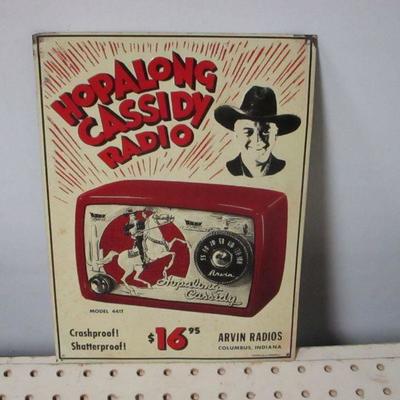 HOPALONG
CASSIDY
RADIO
Arvin
Hopalong
Cassidy
MODEL 441T
Crashproof!
Shatterproof!
$16.95
ARVIN RADIOS
COLUMBUS, INDIANA